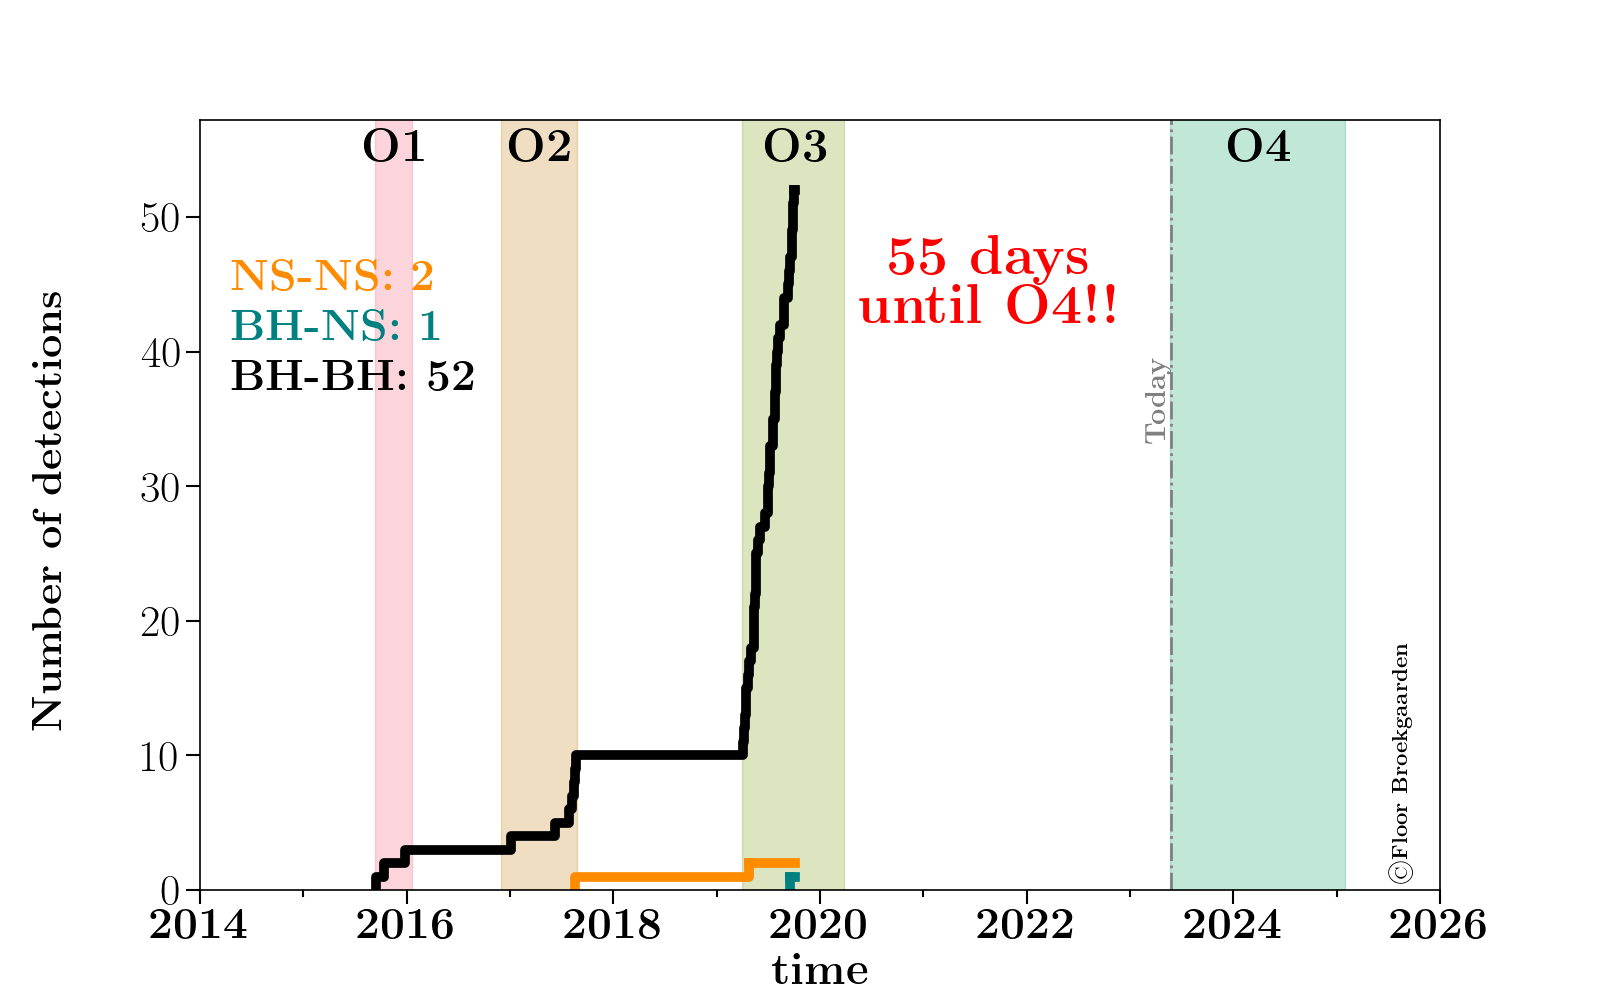 O1 O2 O3 O4
50
40
30
20
10
0
NS-NS: 2
BH-NS: 1
BH-BH: 52
55 days
until O4!!
Today
Number of detections
©Floor Broekgaarden
2014 2016 2018 2020 2022 2024 2026
time